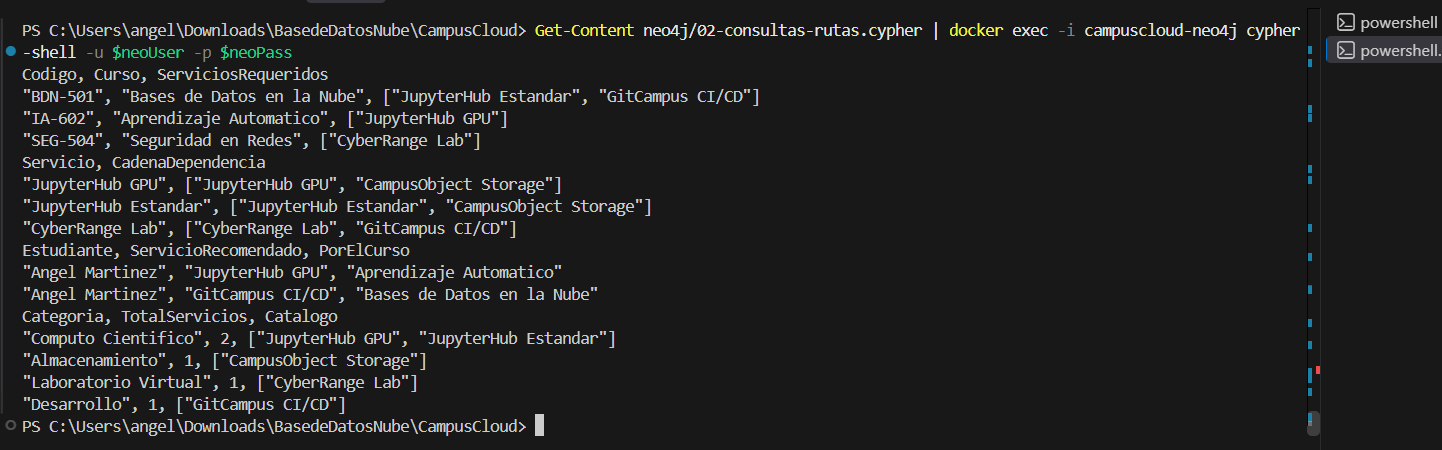 PS C:\Users\angel\Downloads\BasedeDatosNube\CampusCloud> Get-Content neo4j/02-consultas-rutas.cypher | docker exec -i campuscloud-neo4j cypher
-shell -u $neoUser -p $neoPass
Codigo, Curso, ServiciosRequeridos
"BDN-501", "Bases de Datos en la Nube", ["JupyterHub Estandar", "GitCampus CI/CD"]
"IA-602", "Aprendizaje Automatico", ["JupyterHub GPU"]
"SEG-504", "Seguridad en Redes", ["CyberRange Lab"]
Servicio, CadenaDependencia
"JupyterHub GPU", ["JupyterHub GPU", "CampusObject Storage"]
"JupyterHub Estandar", ["JupyterHub Estandar", "CampusObject Storage"]
"CyberRange Lab", ["CyberRange Lab", "GitCampus CI/CD"]
Estudiante, ServicioRecomendado, PorElCurso
"Angel Martinez", "JupyterHub GPU", "Aprendizaje Automatico"
"Angel Martinez", "GitCampus CI/CD", "Bases de Datos en la Nube"
Categoria, TotalServicios, Catalogo
"Computo Cientifico", 2, ["JupyterHub GPU", "JupyterHub Estandar"]
"Almacenamiento", 1, ["CampusObject Storage"]
"Laboratorio Virtual", 1, ["CyberRange Lab"]
"Desarrollo", 1, ["GitCampus CI/CD"]
PS C:\Users\angel\Downloads\BasedeDatosNube\CampusCloud>
powershell
powershell.